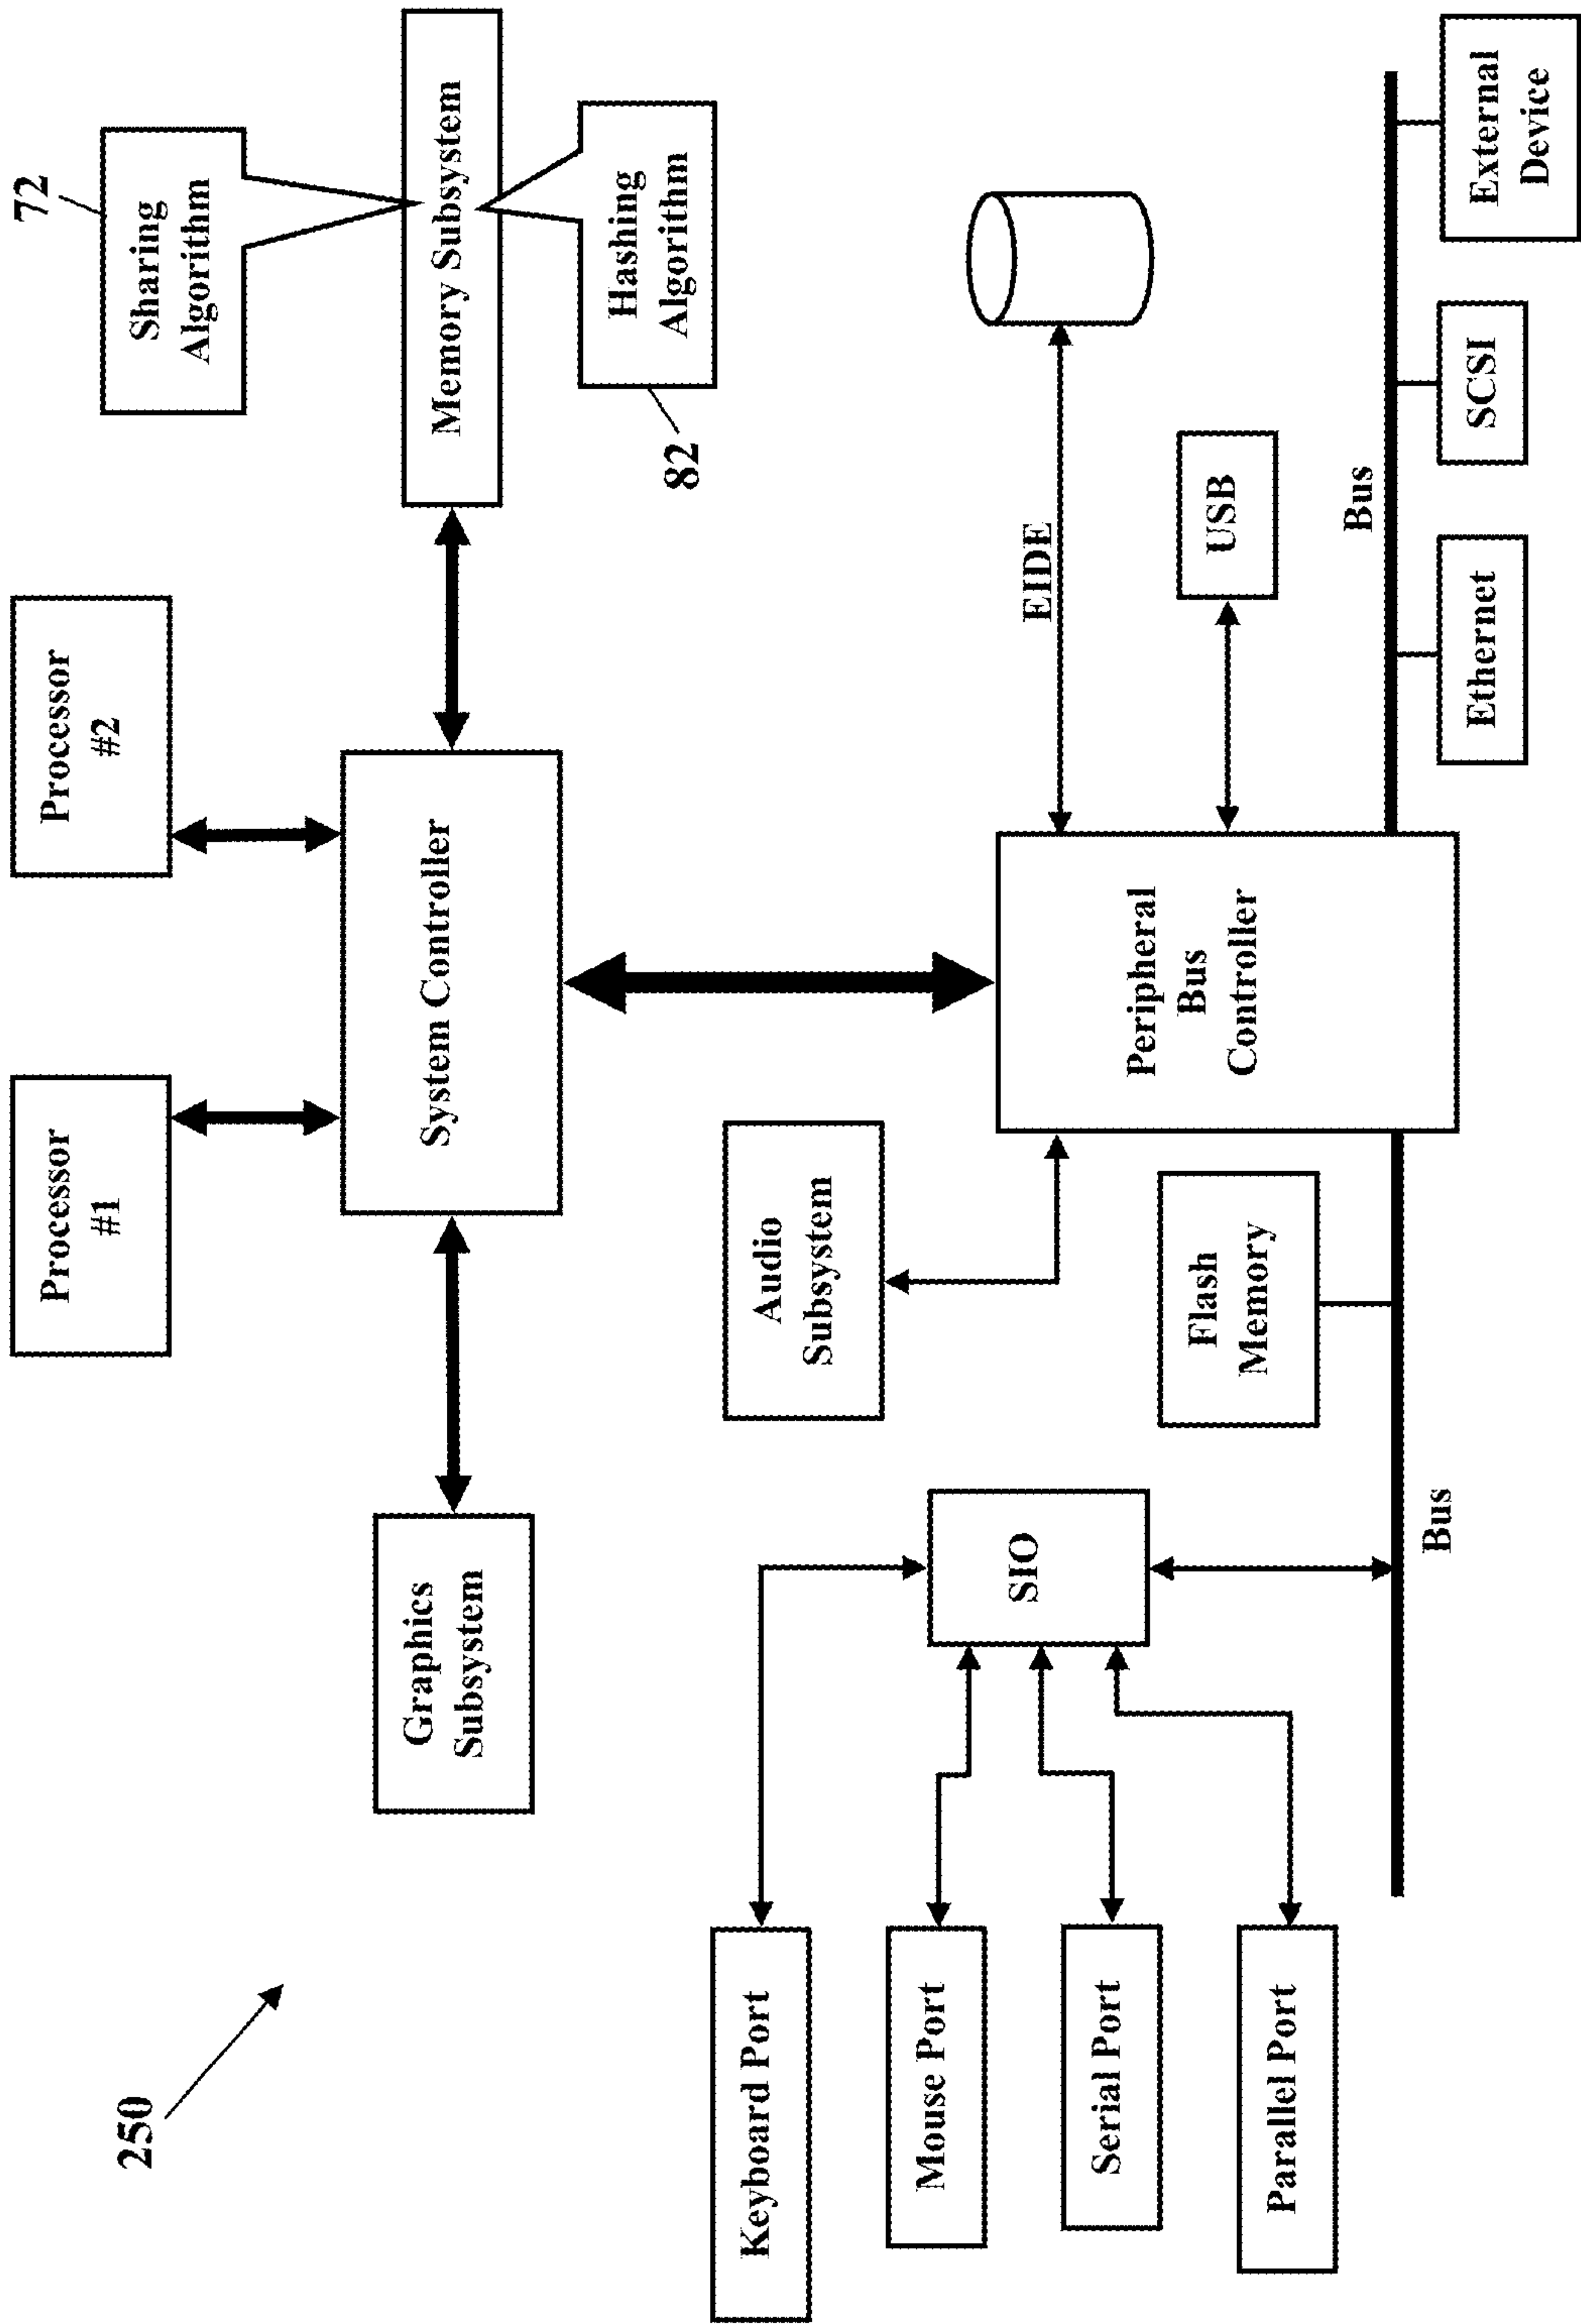 250
Processor
#1
Processor
#2
72
Sharing
Algorithm
Graphics
Subsystem
System Controller
Memory Subsystem
82
Hashing
Algorithm
Keyboard Port
Mouse Port
Serial Port
Parallel Port
SIO
Audio
Subsystem
Flash
Memory
Bus
Peripheral
Bus
Controller
EIDE
USB
Bus
Ethernet
SCSI
External
Device